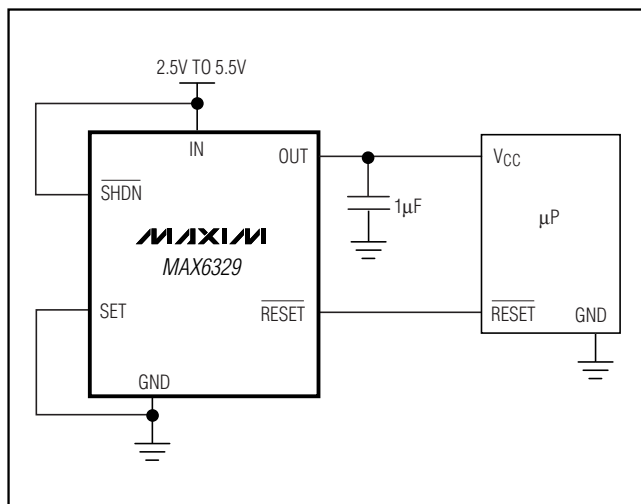 2.5V TO 5.5V
IN
OUT
VCC
SHDN
1µF
µP
MAXIM
MAX6329
SET
RESET
RESET
GND
GND